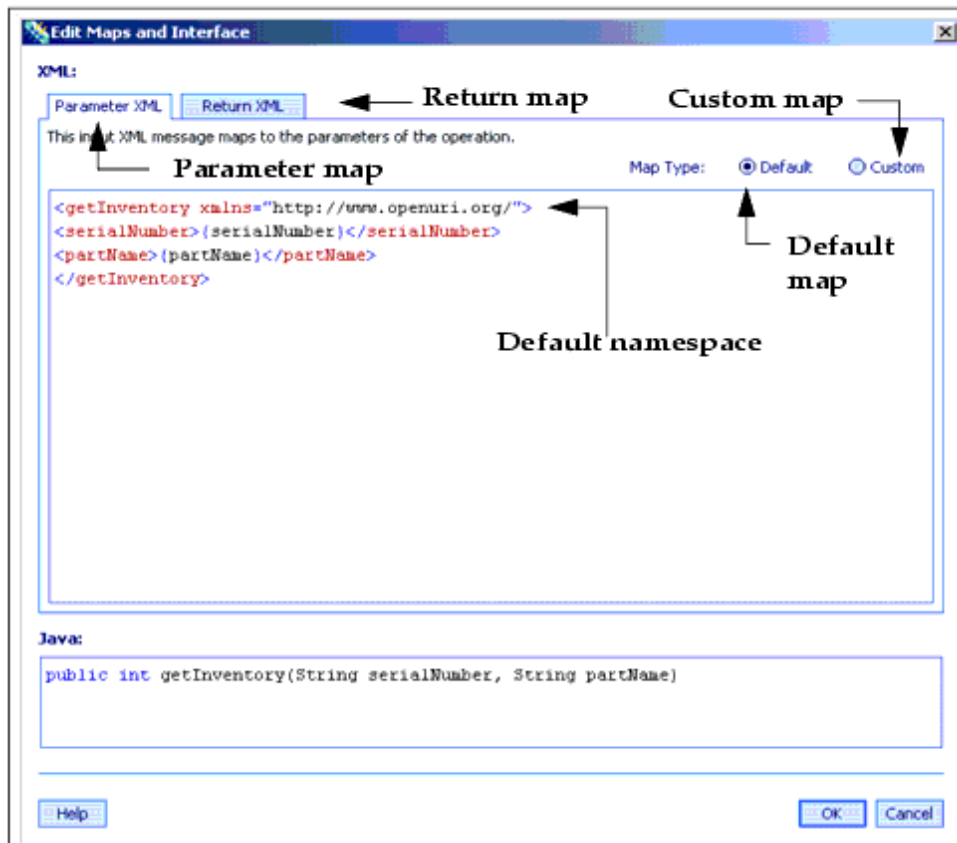 Edit Maps and Interface
XML:
Parameter XML Return XML Return map Custom map
This input XML message maps to the parameters of the operation.
Parameter map Map Type: Default Custom
<getInventory xmlns="http://www.openuri.org/">
<serialNumber>{serialNumber}</serialNumber>
<partName>{partName}</partName>
</getInventory>
Default
map
Default namespace
Java:
public int getInventory(String serialNumber, String partName)
Help OK Cancel